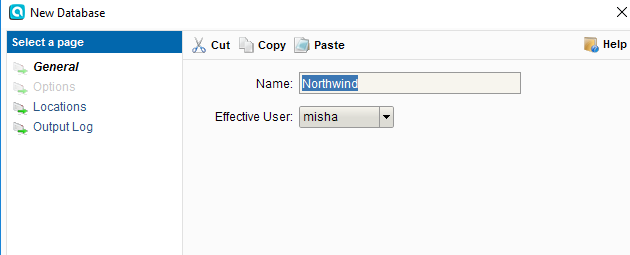 New Database
Select a page
General
Options
Locations
Output Log
Cut Copy Paste Help
Name: Northwind
Effective User: misha